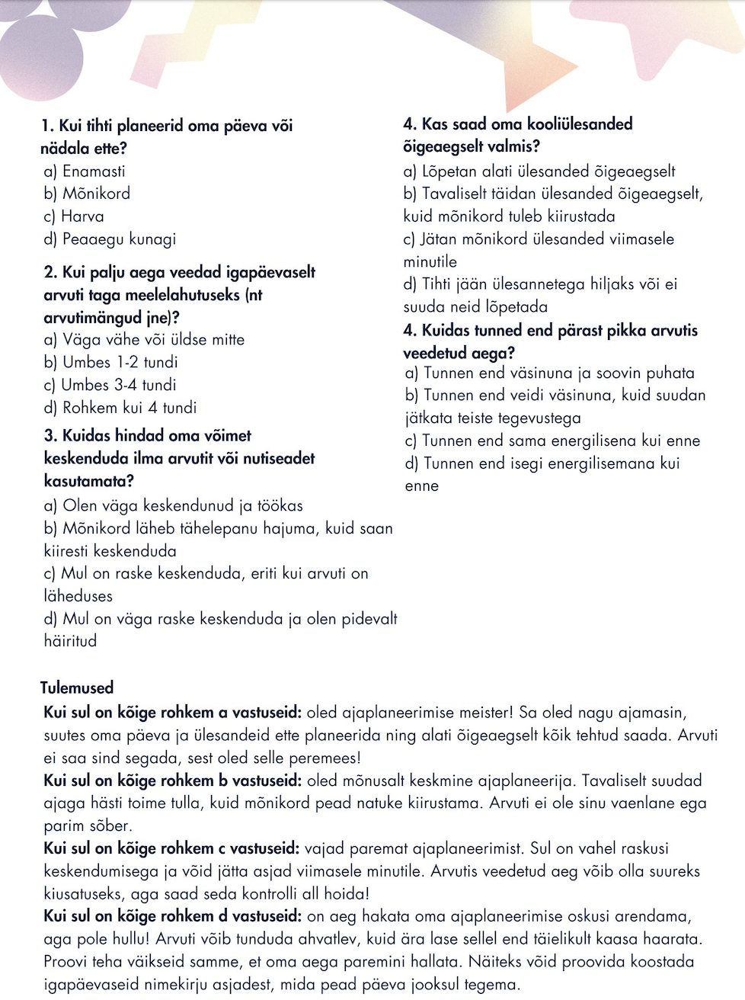 1. Kui tihti planeerid oma päeva või
nädala ette?
a) Enamasti
b) Mõnikord
c) Harva
d) Peaaegu kunagi
2. Kui palju aega veedad igapäevaselt
arvuti taga meelelahutuseks (nt
arvutimängud jne)?
a) Väga vähe või üldse mitte
b) Umbes 1-2 tundi
c) Umbes 3-4 tundi
d) Rohkem kui 4 tundi
3. Kuidas hindad oma võimet
keskenduda ilma arvutit või nutiseadet
kasutamata?
a) Olen väga keskendunud ja töökas
b) Mõnikord läheb tähelepanu hajuma, kuid saan
kiiresti keskenduda
c) Mul on raske keskenduda, eriti kui arvuti on
läheduses
d) Mul on väga raske keskenduda ja olen pidevalt
häiritud
4. Kas saad oma kooliülesanded
õigeaegselt valmis?
a) Lõpetan alati ülesanded õigeaegselt
b) Tavaliselt täidan ülesanded õigeaegselt,
kuid mõnikord tuleb kiirustada
c) Jätan mõnikord ülesanded viimasele
minutile
d) Tihti jään ülesannetega hiljaks või ei
suuda neid lõpetada
4. Kuidas tunned end pärast pikka arvutis
veedetud aega?
a) Tunnen end väsinuna ja soovin puhata
b) Tunnen end veidi väsinuna, kuid suudan
jätkata teiste tegevustega
c) Tunnen end sama energilisena kui enne
d) Tunnen end isegi energilisemana kui
enne
Tulemused
Kui sul on kõige rohkem a vastuseid: oled ajaplaneerimise meister! Sa oled nagu ajamasin,
suutes oma päeva ja ülesandeid ette planeerida ning alati õigeaegselt kõik tehtud saada. Arvuti
ei saa sind segada, sest oled selle peremees!
Kui sul on kõige rohkem b vastuseid: oled mõnusalt keskmine ajaplaneerija. Tavaliselt suudad
ajaga hästi toime tulla, kuid mõnikord pead natuke kiirustama. Arvuti ei ole sinu vaenlane ega
parim sõber.
Kui sul on kõige rohkem c vastuseid: vajad paremat ajaplaneerimist. Sul on vahel raskusi
keskendumisega ja võid jätta asjad viimasele minutile. Arvutis veedetud aeg võib olla suureks
kiusatuseks, aga saad seda kontrolli all hoida!
Kui sul on kõige rohkem d vastuseid: on aeg hakata oma ajaplaneerimise oskusi arendama,
aga pole hullu! Arvuti võib tunduda ahvatlev, kuid ära lase sellel end täielikult kaasa haarata.
Proovi teha väikseid samme, et oma aega paremini hallata. Näiteks võid proovida koostada
igapäevaseid nimekirju asjadest, mida pead päeva jooksul tegema.